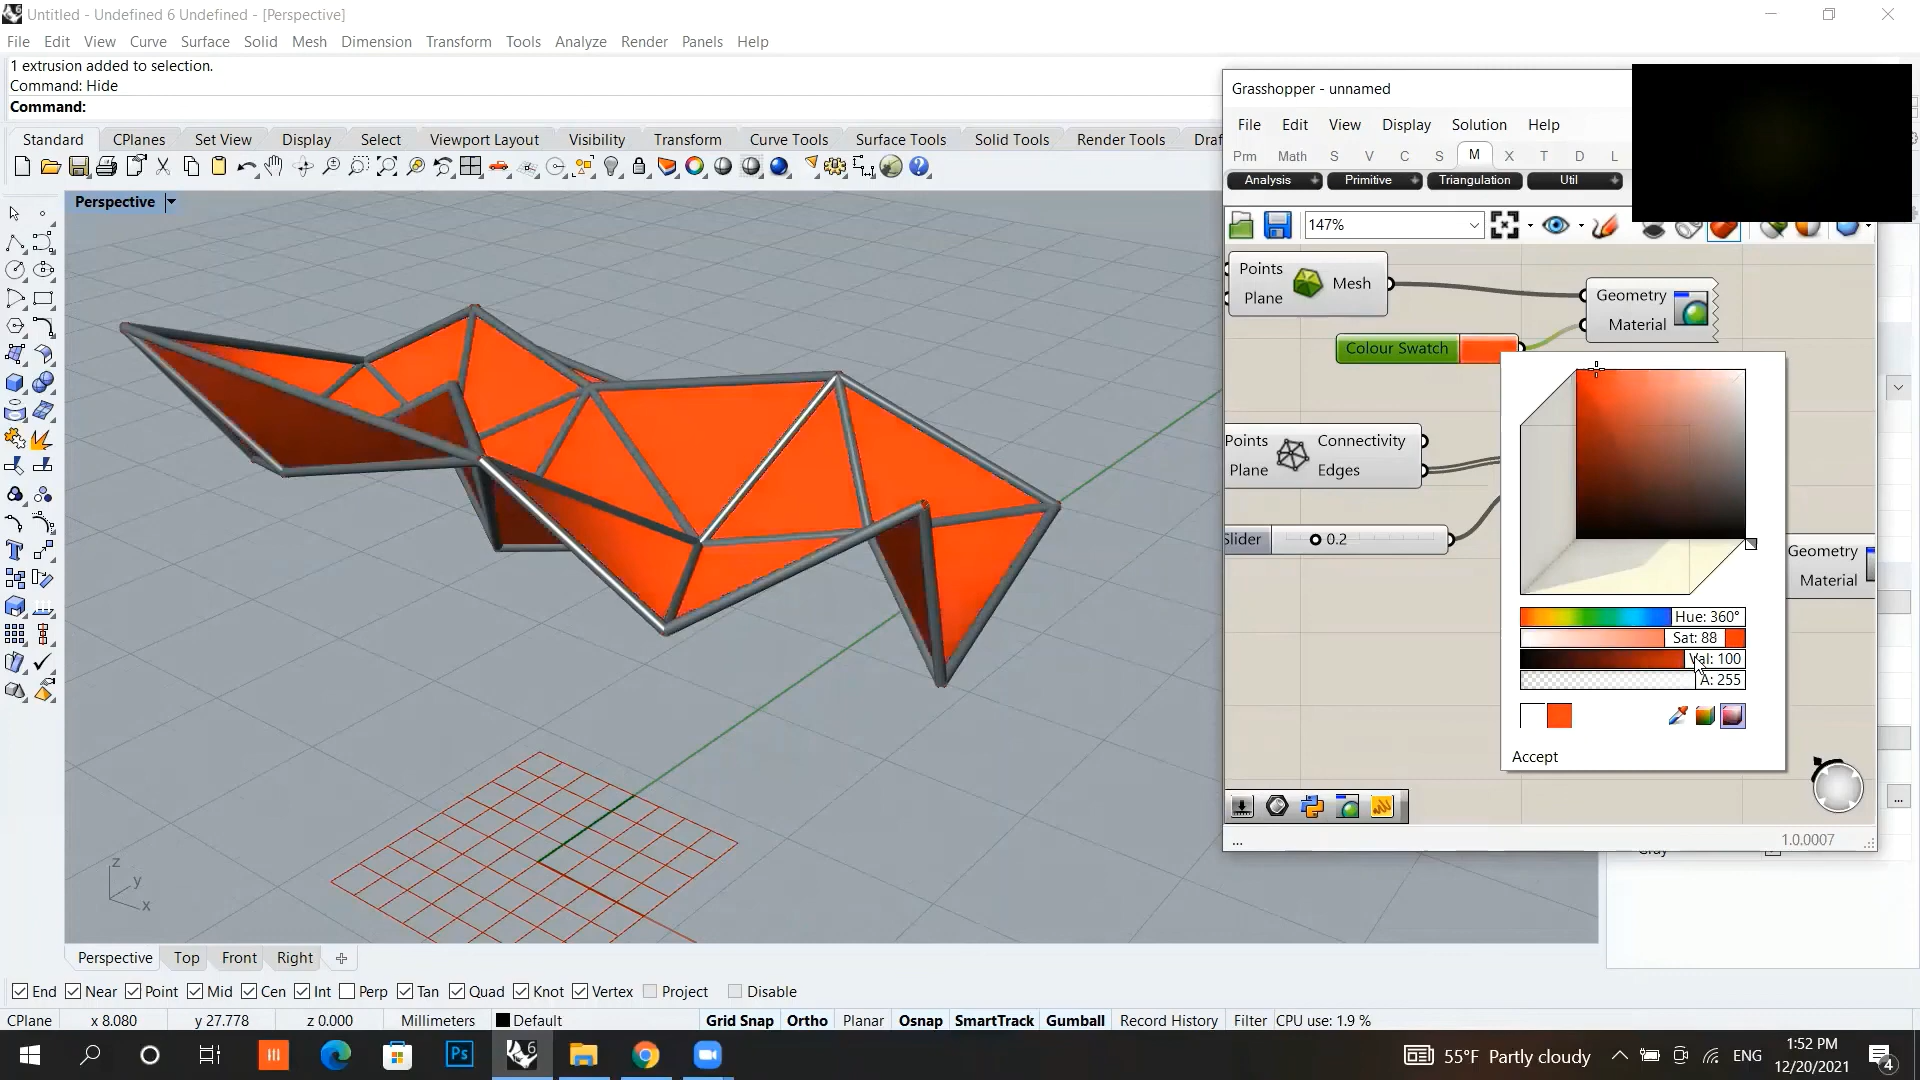 Untitled - Undefined 6 Undefined - [Perspective]
File Edit View Curve Surface Solid Mesh Dimension Transform Tools Analyze Render Panels Help
1 extrusion added to selection.
Command: Hide
Command:
Standard CPlanes Set View Display Select Viewport Layout Visibility Transform Curve Tools Surface Tools Solid Tools Mesh Tools Render Tools Draf
Perspective
Grasshopper - unnamed
File Edit View Display Solution Help
Prm Math S V C S M X T D L
Analysis Primitive Triangulation Util
147%
Points
Plane
Mesh
Geometry
Material
Colour Swatch
Points
Plane
Connectivity
Edges
Slider 0.2
Geometry
Material
Hue: 360°
Sat: 88
Val: 100
A: 255
Accept
...
1.0.0007
...
z
y
x
Perspective Top Front Right
End Near Point Mid Cen Int Perp Tan Quad Knot Vertex Project Disable
CPlane x 8.080 y 27.778 z 0.000 Millimeters Default Grid Snap Ortho Planar Osnap SmartTrack Gumball Record History Filter CPU use: 1.9 %
Ps
6
55°F Partly cloudy
ENG
1:52 PM
12/20/2021
4